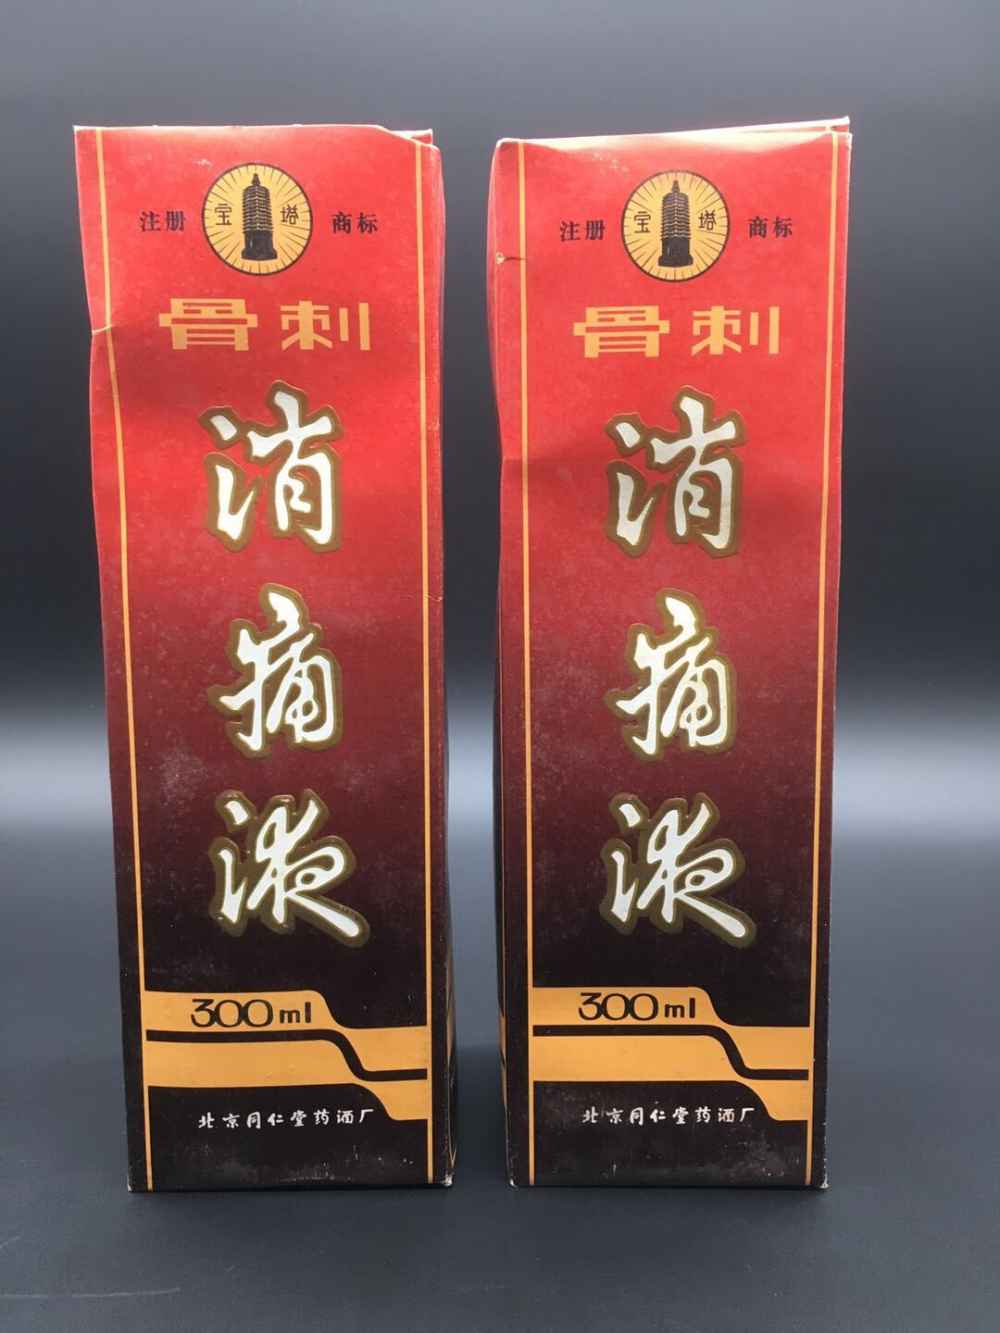 注册 宝塔 商标
骨刺
消
痛
液
300ml
北京同仁堂药酒厂
注册 宝塔 商标
骨刺
消
痛
液
300ml
北京同仁堂药酒厂